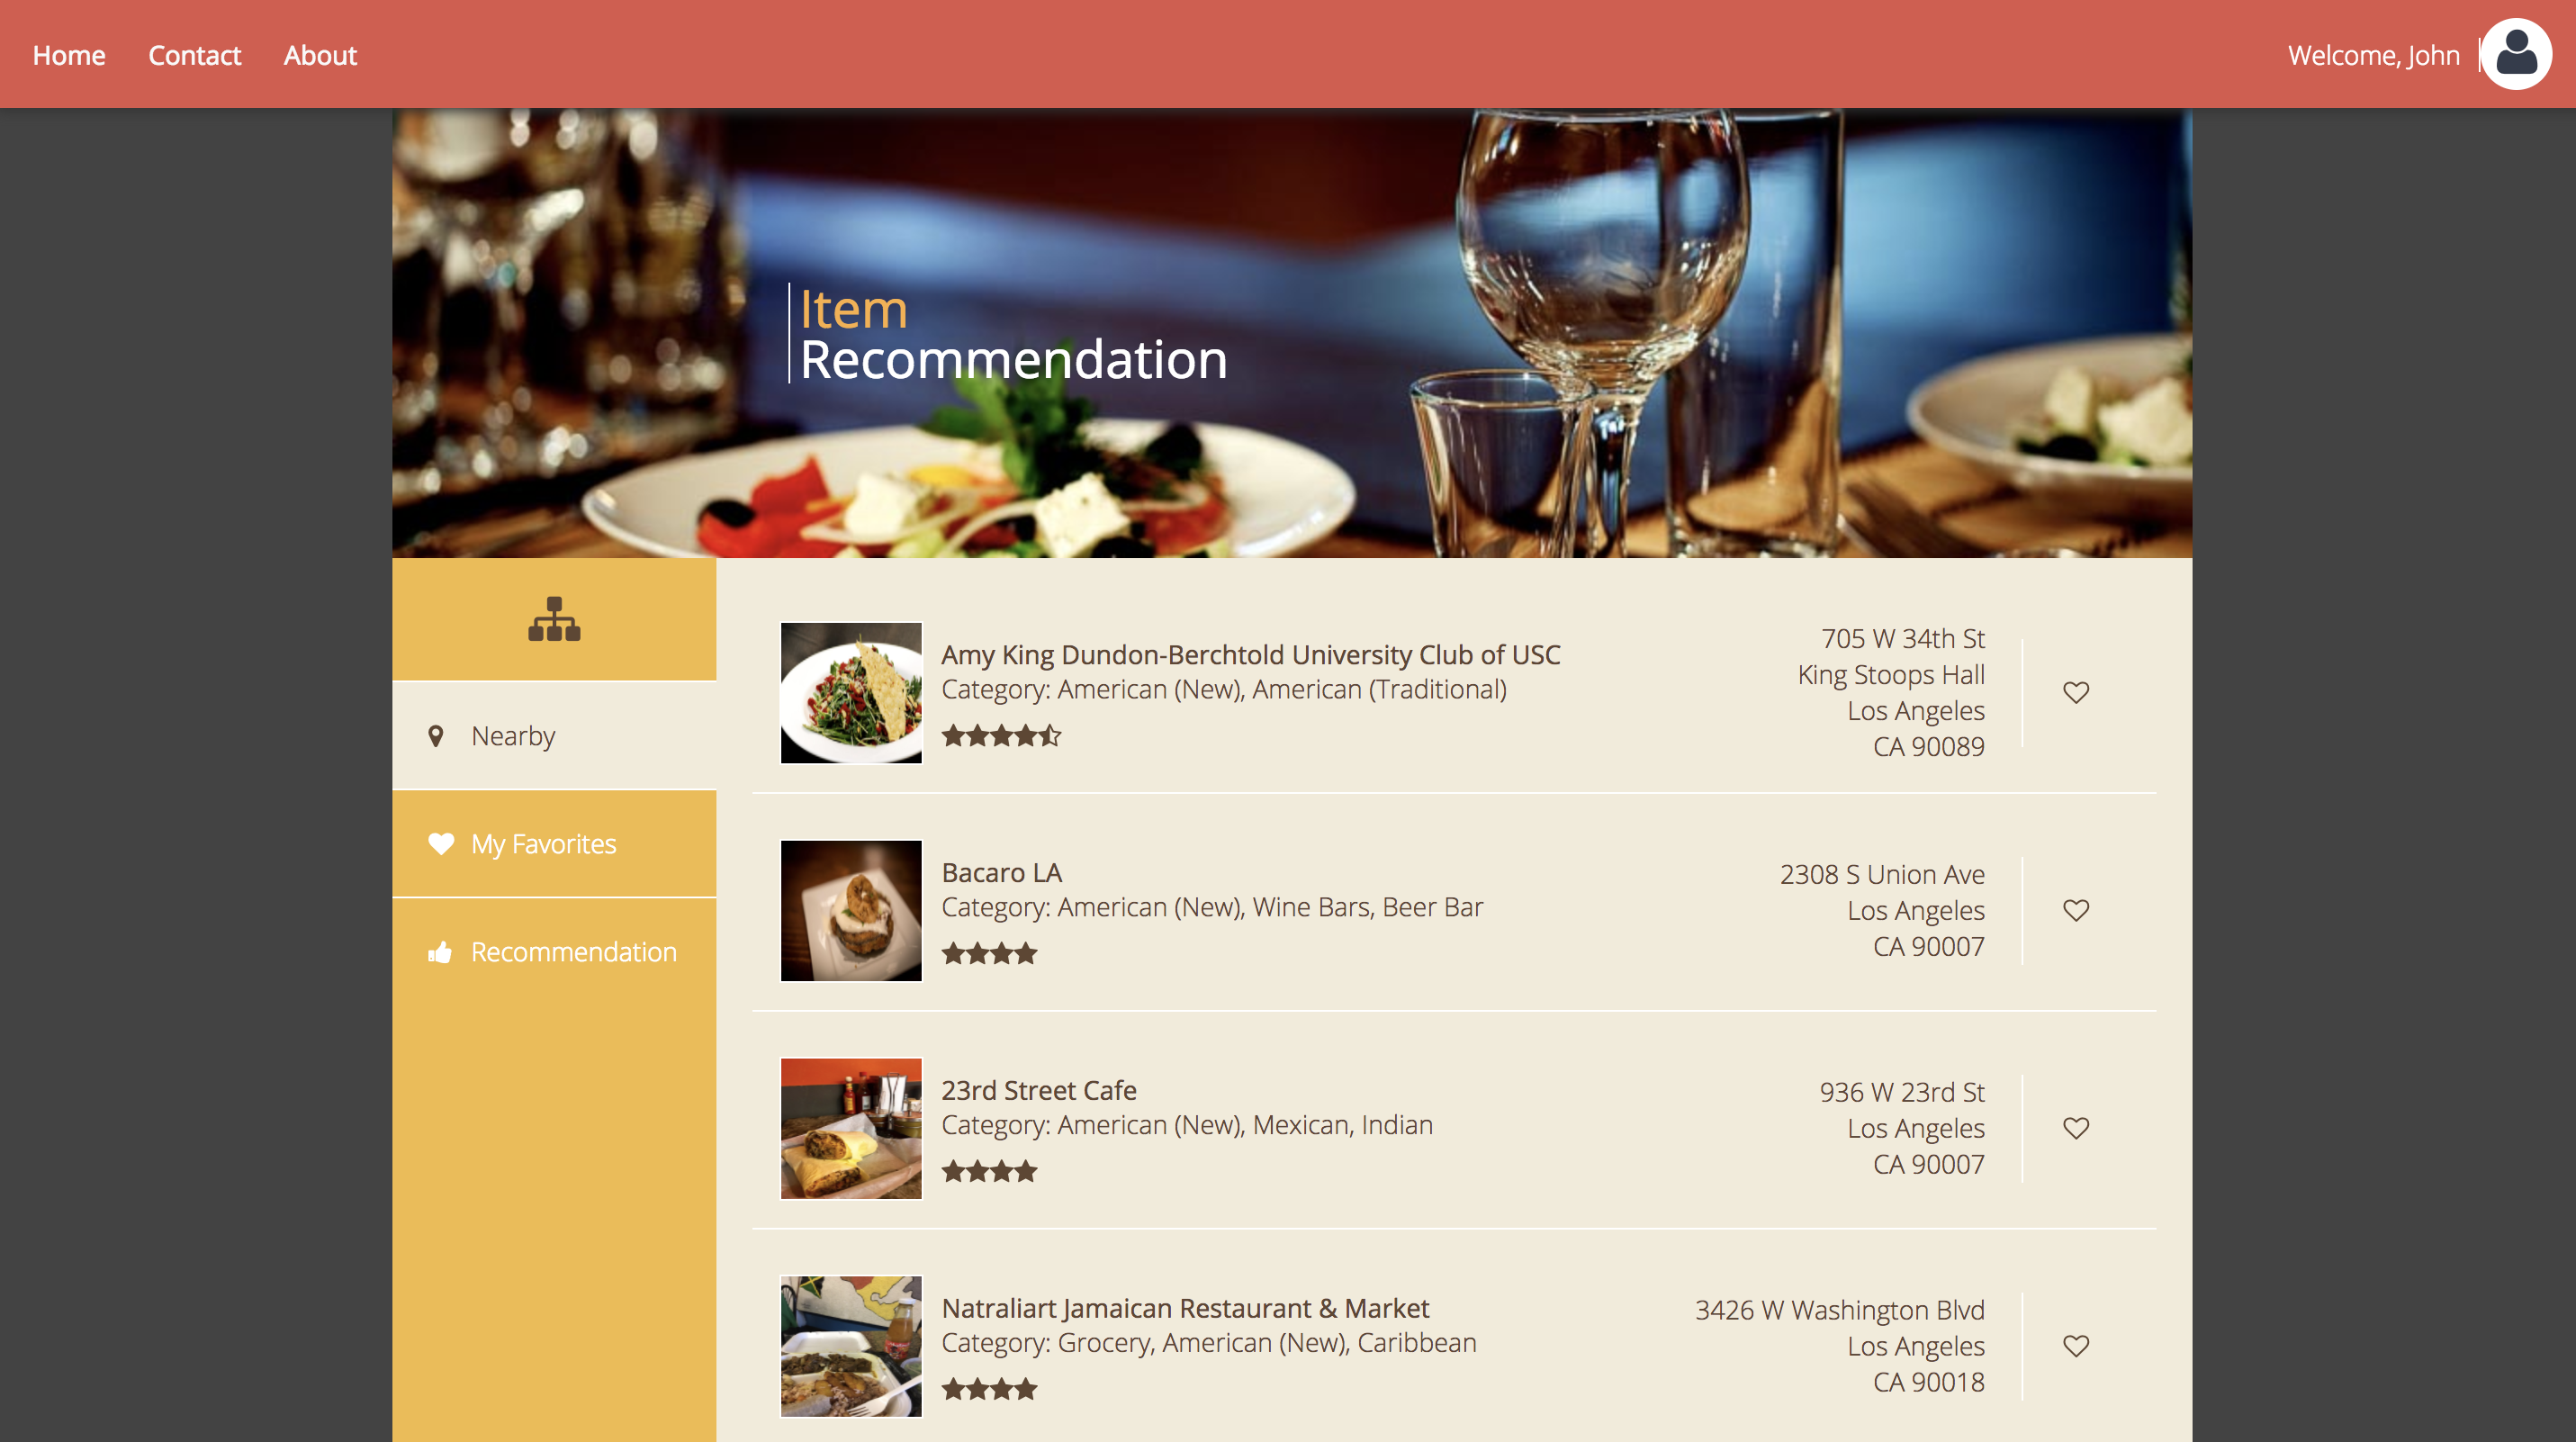 Home Contact About Welcome, John
Item
Recommendation
Nearby
My Favorites
Recommendation
Amy King Dundon-Berchtold University Club of USC
Category: American (New), American (Traditional)
705 W 34th St
King Stoops Hall
Los Angeles
CA 90089
Bacaro LA
Category: American (New), Wine Bars, Beer Bar
2308 S Union Ave
Los Angeles
CA 90007
23rd Street Cafe
Category: American (New), Mexican, Indian
936 W 23rd St
Los Angeles
CA 90007
Natraliart Jamaican Restaurant & Market
Category: Grocery, American (New), Caribbean
3426 W Washington Blvd
Los Angeles
CA 90018